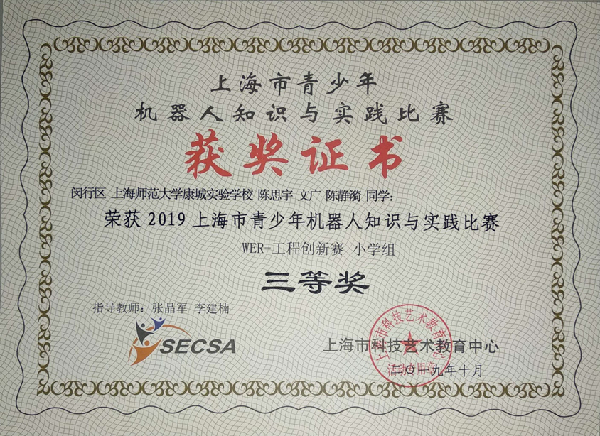 上海市青少年
机器人知识与实践比赛
获奖证书
闵行区 上海师范大学康城实验学校 陈思宇 文广 陈静漪 同学:
荣获2019上海市青少年机器人知识与实践比赛
WER-工程创新赛 小学组
三等奖
指导教师: 张晶军 李建楠
SECSA
上海市科技艺术教育中心
二〇一九年十月